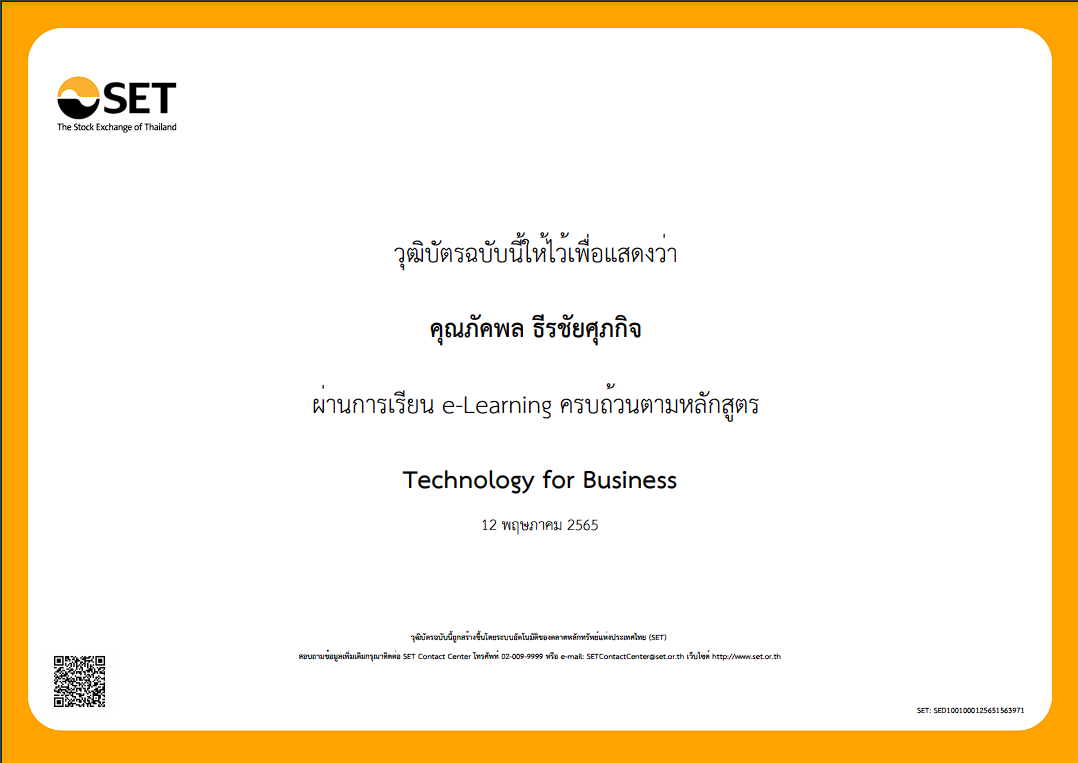 SET
The Stock Exchange of Thailand
วุฒิบัตรฉบับนี้ให้ไว้เพื่อแสดงว่า
คุณภัคพล ธีรชัยศุภกิจ
ผ่านการเรียน e-Learning ครบถ้วนตามหลักสูตร
Technology for Business
12 พฤษภาคม 2565
วุฒิบัตรฉบับนี้ถูกสร้างขึ้นโดยระบบอัตโนมัติของตลาดหลักทรัพย์แห่งประเทศไทย (SET)
สอบถามข้อมูลเพิ่มเติมกรุณาติดต่อ SET Contact Center โทรศัพท์ 02-009-9999 หรือ e-mail: SETContactCenter@set.or.th เว็บไซต์ http://www.set.or.th
SET: SED1001000125651563971